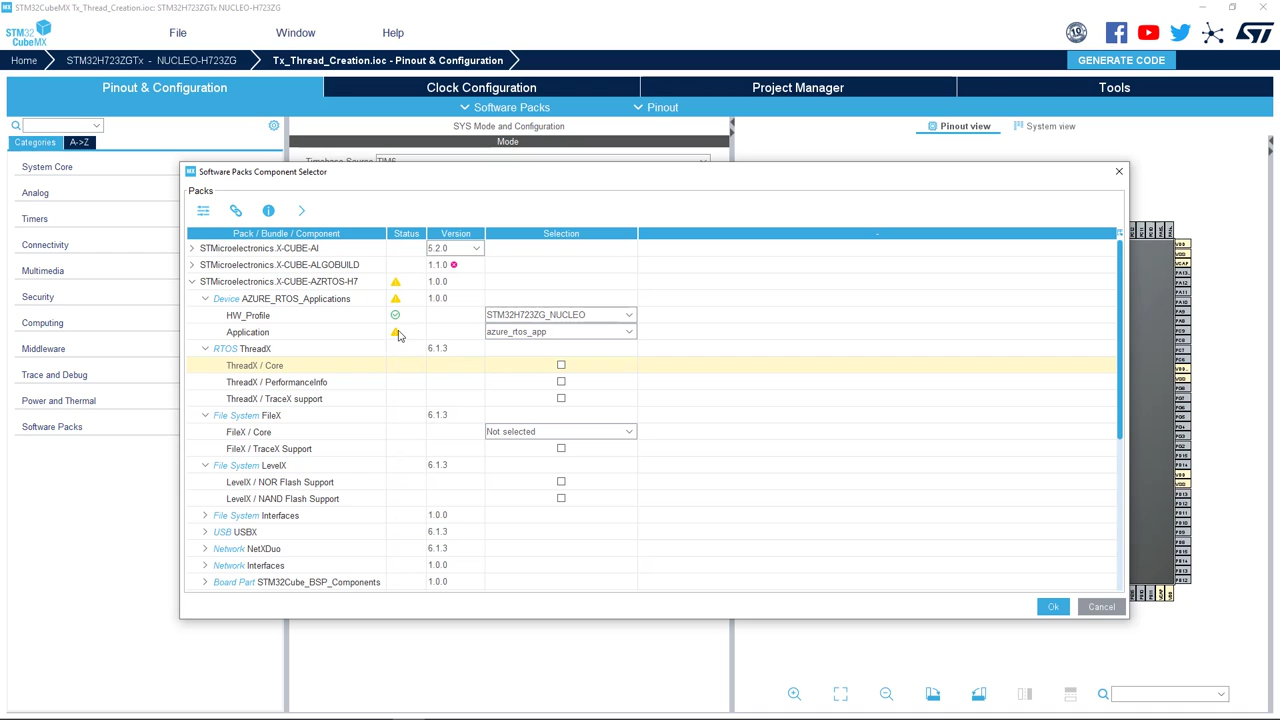 STM32CubeMX Tx_Thread_Creation.ioc: STM32H723ZGTx NUCLEO-H723ZG
STM32
CubeMX
File
Window
Help
Home
STM32H723ZGTx - NUCLEO-H723ZG
Tx_Thread_Creation.ioc - Pinout & Configuration
GENERATE CODE
Pinout & Configuration
Clock Configuration
Project Manager
Tools
Software Packs
Pinout
SYS Mode and Configuration
Pinout view
System view
Categories
A->Z
Mode
System Core
Analog
Timers
Connectivity
Multimedia
Security
Computing
Middleware
Trace and Debug
Power and Thermal
Software Packs
Software Packs Component Selector
Packs
Pack / Bundle / Component Status Version Selection -
STMicroelectronics.X-CUBE-AI 5.2.0
STMicroelectronics.X-CUBE-ALGOBUILD 1.1.0
STMicroelectronics.X-CUBE-AZRTOS-H7 1.0.0
Device AZURE_RTOS_Applications 1.0.0
HW_Profile STM32H723ZG_NUCLEO
Application azure_rtos_app
RTOS ThreadX 6.1.3
ThreadX / Core
ThreadX / PerformanceInfo
ThreadX / TraceX support
File System FileX 6.1.3
FileX / Core Not selected
FileX / TraceX Support
File System LevelX 6.1.3
LevelX / NOR Flash Support
LevelX / NAND Flash Support
File System Interfaces 1.0.0
USB USBX 6.1.3
Network NetXDuo 6.1.3
Network Interfaces 1.0.0
Board Part STM32Cube_BSP_Components 1.0.0
Ok
Cancel